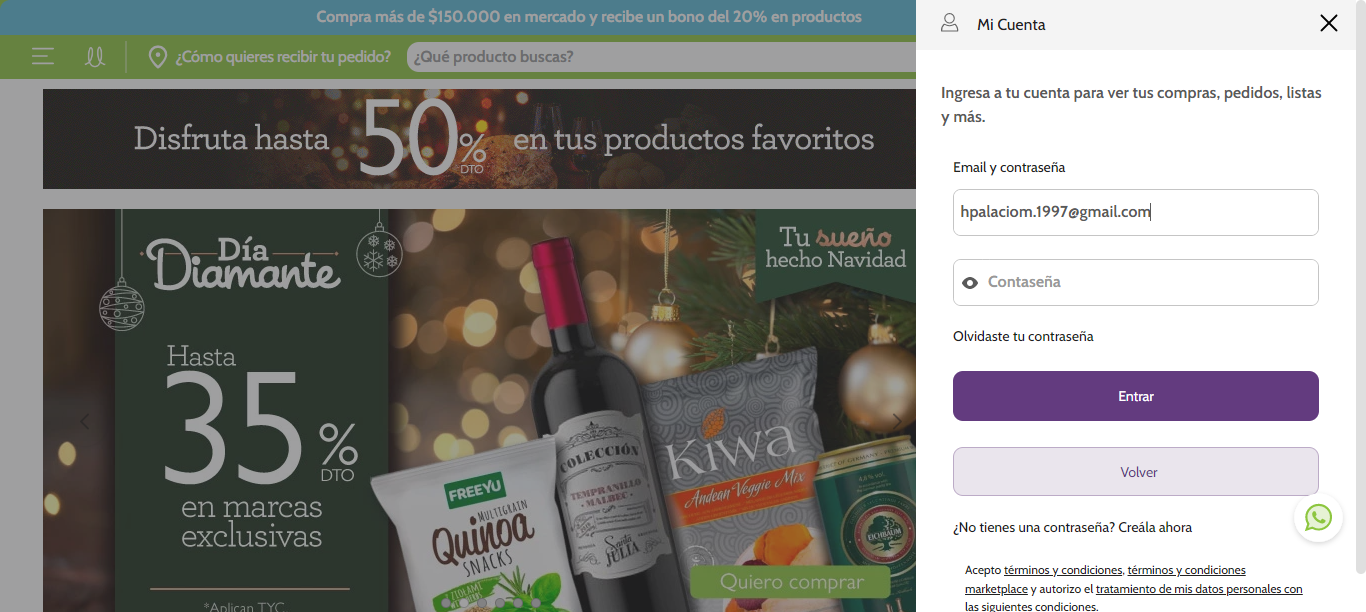 Compra más de $150.000 en mercado y recibe un bono del 20% en productos
¿Cómo quieres recibir tu pedido?
¿Qué producto buscas?
Disfruta hasta 50% DTO en tus productos favoritos
Día
Diamante
Hasta
35% DTO
en marcas
exclusivas
*Aplican TYC
Tu sueño
hecho Navidad
COLECCIÓN
TEMPRANILLO
MALBEC
Santa
JULIA
FREEYU
MULTIGRAIN
Quinoa
SNACKS
Kiwa
Andean Veggie Mix
EICHBAUM
Quiero comprar
Mi Cuenta
Ingresa a tu cuenta para ver tus compras, pedidos, listas
y más.
Email y contraseña
hpalaciom.1997@gmail.com
Contaseña
Olvidaste tu contraseña
Entrar
Volver
¿No tienes una contraseña? Creála ahora
Acepto términos y condiciones, términos y condiciones
marketplace y autorizo el tratamiento de mis datos personales con
las siguientes condiciones.